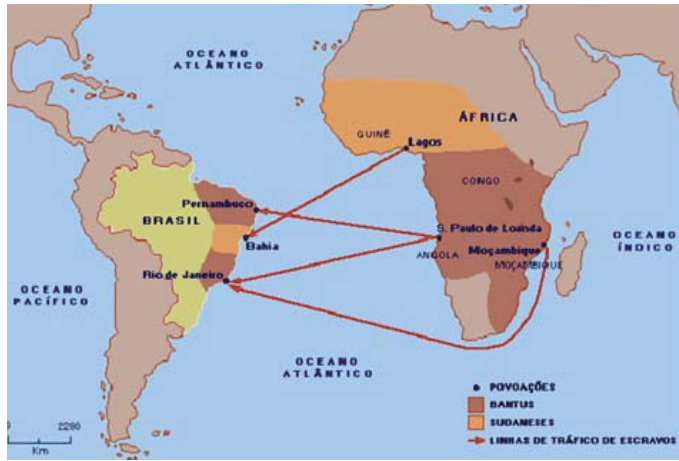 OCEANO
ATLÂNTICO
ÁFRICA
GUINÉ
Lagos
CONGO
Pernambuco
BRASIL
Bahia
S. Paulo de Loanda
ANGOLA
Moçambique
MOÇAMBIQUE
OCEANO
ÍNDICO
Rio de Janeiro
OCEANO
PACÍFICO
OCEANO
ATLÂNTICO
POVOAÇÕES
BANTUS
SUDANESES
LINHAS DE TRÁFICO DE ESCRAVOS
0 2280
Km